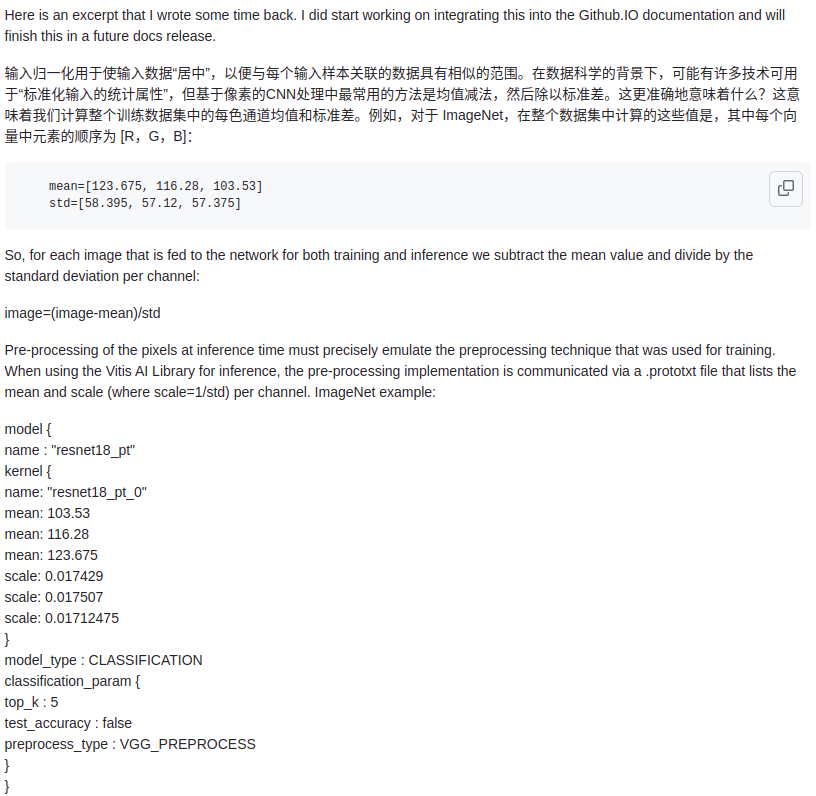 Here is an excerpt that I wrote some time back. I did start working on integrating this into the Github.IO documentation and will
finish this in a future docs release.
输入归一化用于使输入数据“居中”，以便与每个输入样本关联的数据具有相似的范围。在数据科学的背景下，可能有许多技术可用
于“标准化输入的统计属性”，但基于像素的CNN处理中最常用的方法是均值减法，然后除以标准差。这更准确地意味着什么？这意
味着我们计算整个训练数据集中的每色通道均值和标准差。例如，对于 ImageNet，在整个数据集中计算的这些值是，其中每个向
量中元素的顺序为 [R，G，B]：
mean=[123.675, 116.28, 103.53]
std=[58.395, 57.12, 57.375]
So, for each image that is fed to the network for both training and inference we subtract the mean value and divide by the
standard deviation per channel:
image=(image-mean)/std
Pre-processing of the pixels at inference time must precisely emulate the preprocessing technique that was used for training.
When using the Vitis AI Library for inference, the pre-processing implementation is communicated via a .prototxt file that lists the
mean and scale (where scale=1/std) per channel. ImageNet example:
model {
name : "resnet18_pt"
kernel {
name: "resnet18_pt_0"
mean: 103.53
mean: 116.28
mean: 123.675
scale: 0.017429
scale: 0.017507
scale: 0.01712475
}
model_type : CLASSIFICATION
classification_param {
top_k : 5
test_accuracy : false
preprocess_type : VGG_PREPROCESS
}
}